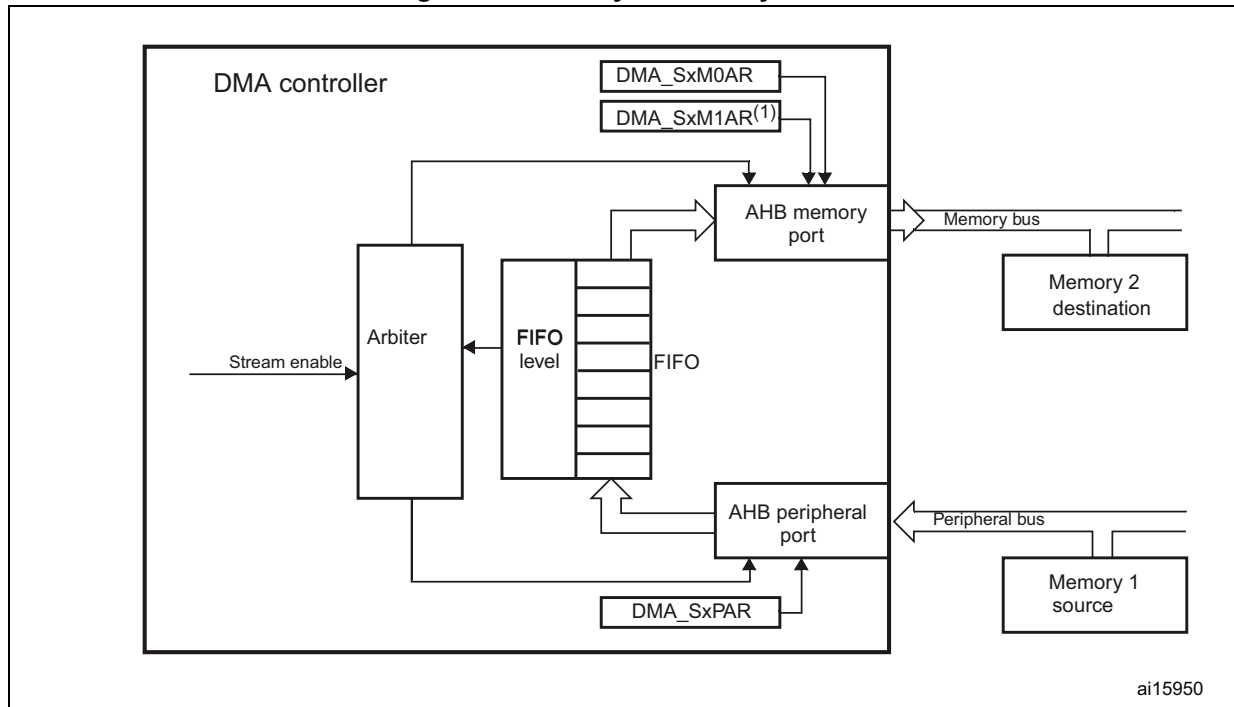 DMA controller
DMA_SxM0AR
DMA_SxM1AR(1)
AHB memory
port
Memory bus
Memory 2
destination
Arbiter
FIFO
level
FIFO
Stream enable
AHB peripheral
port
Peripheral bus
Memory 1
source
DMA_SxPAR
ai15950